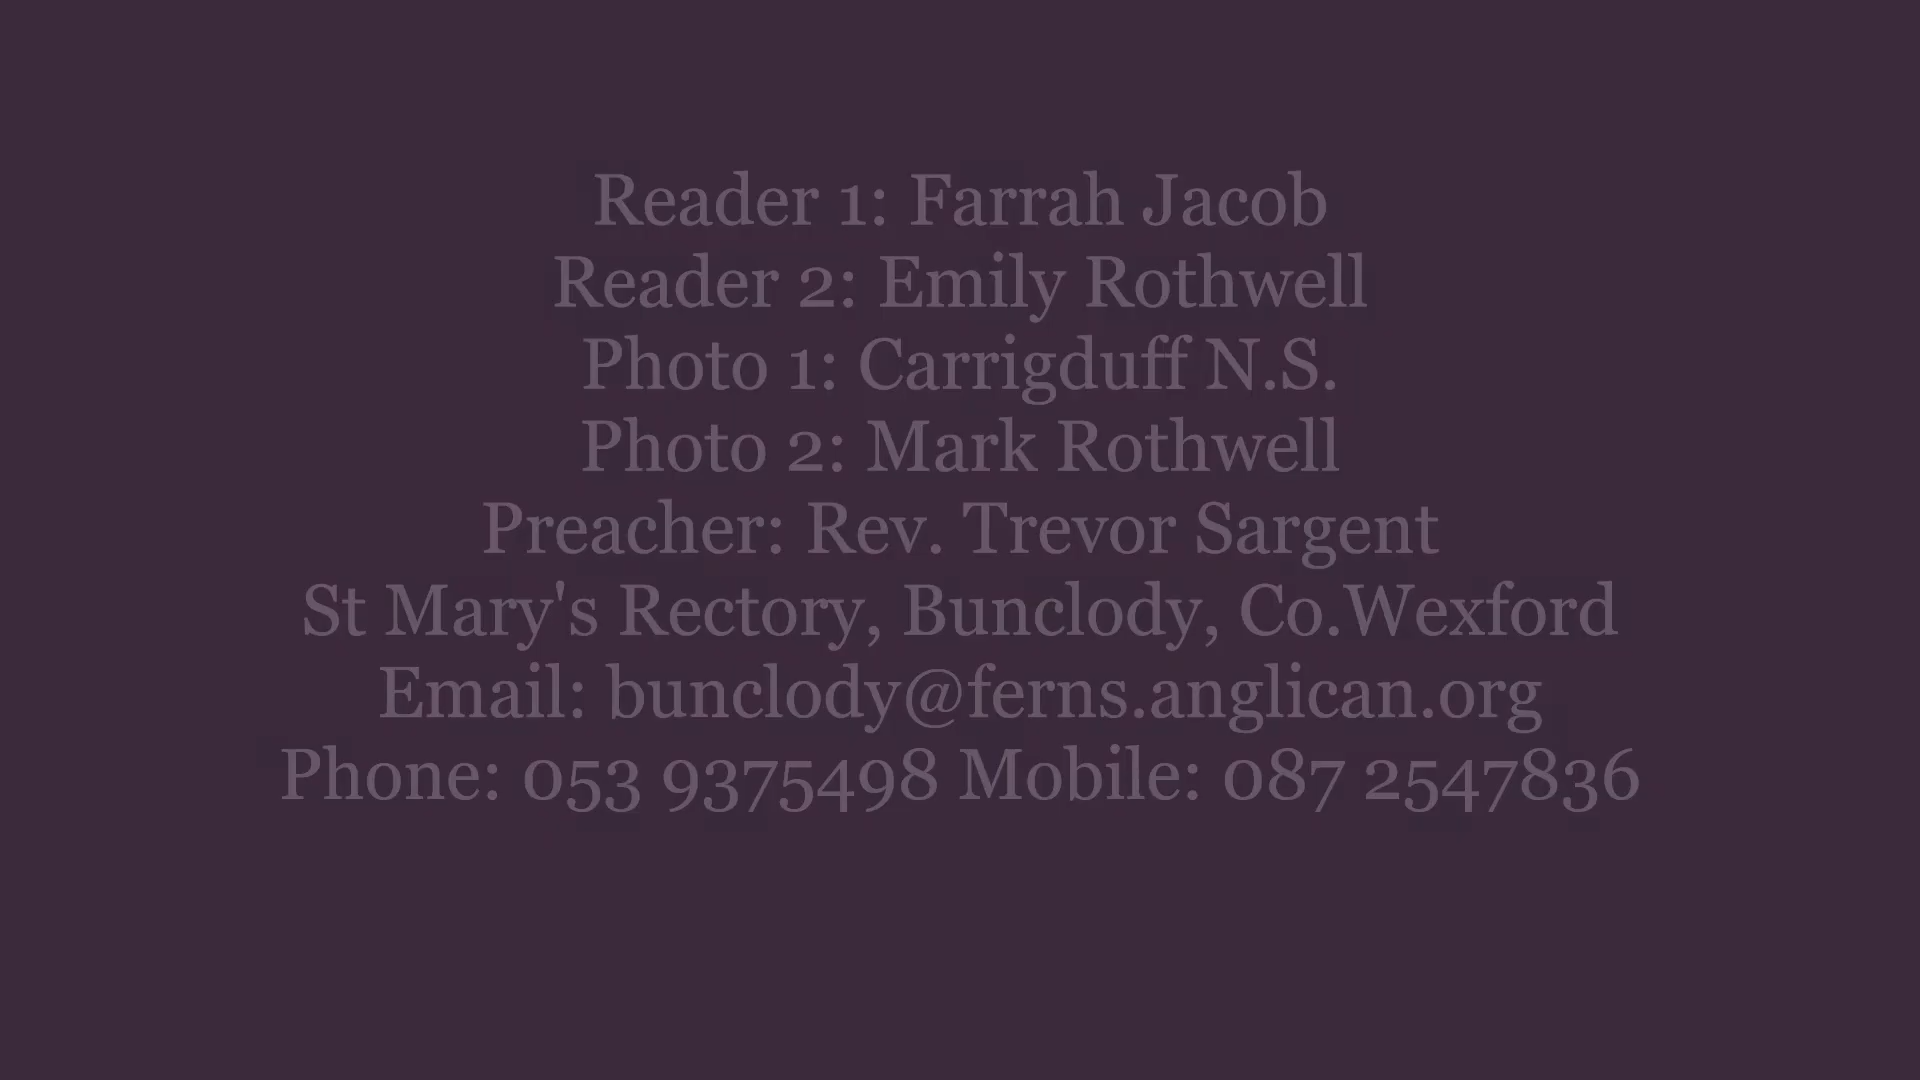 Reader 1: Farrah Jacob
Reader 2: Emily Rothwell
Photo 1: Carrigduff N.S.
Photo 2: Mark Rothwell
Preacher: Rev. Trevor Sargent
St Mary's Rectory, Bunclody, Co.Wexford
Email: bunclody@ferns.anglican.org
Phone: 053 9375498 Mobile: 087 2547836